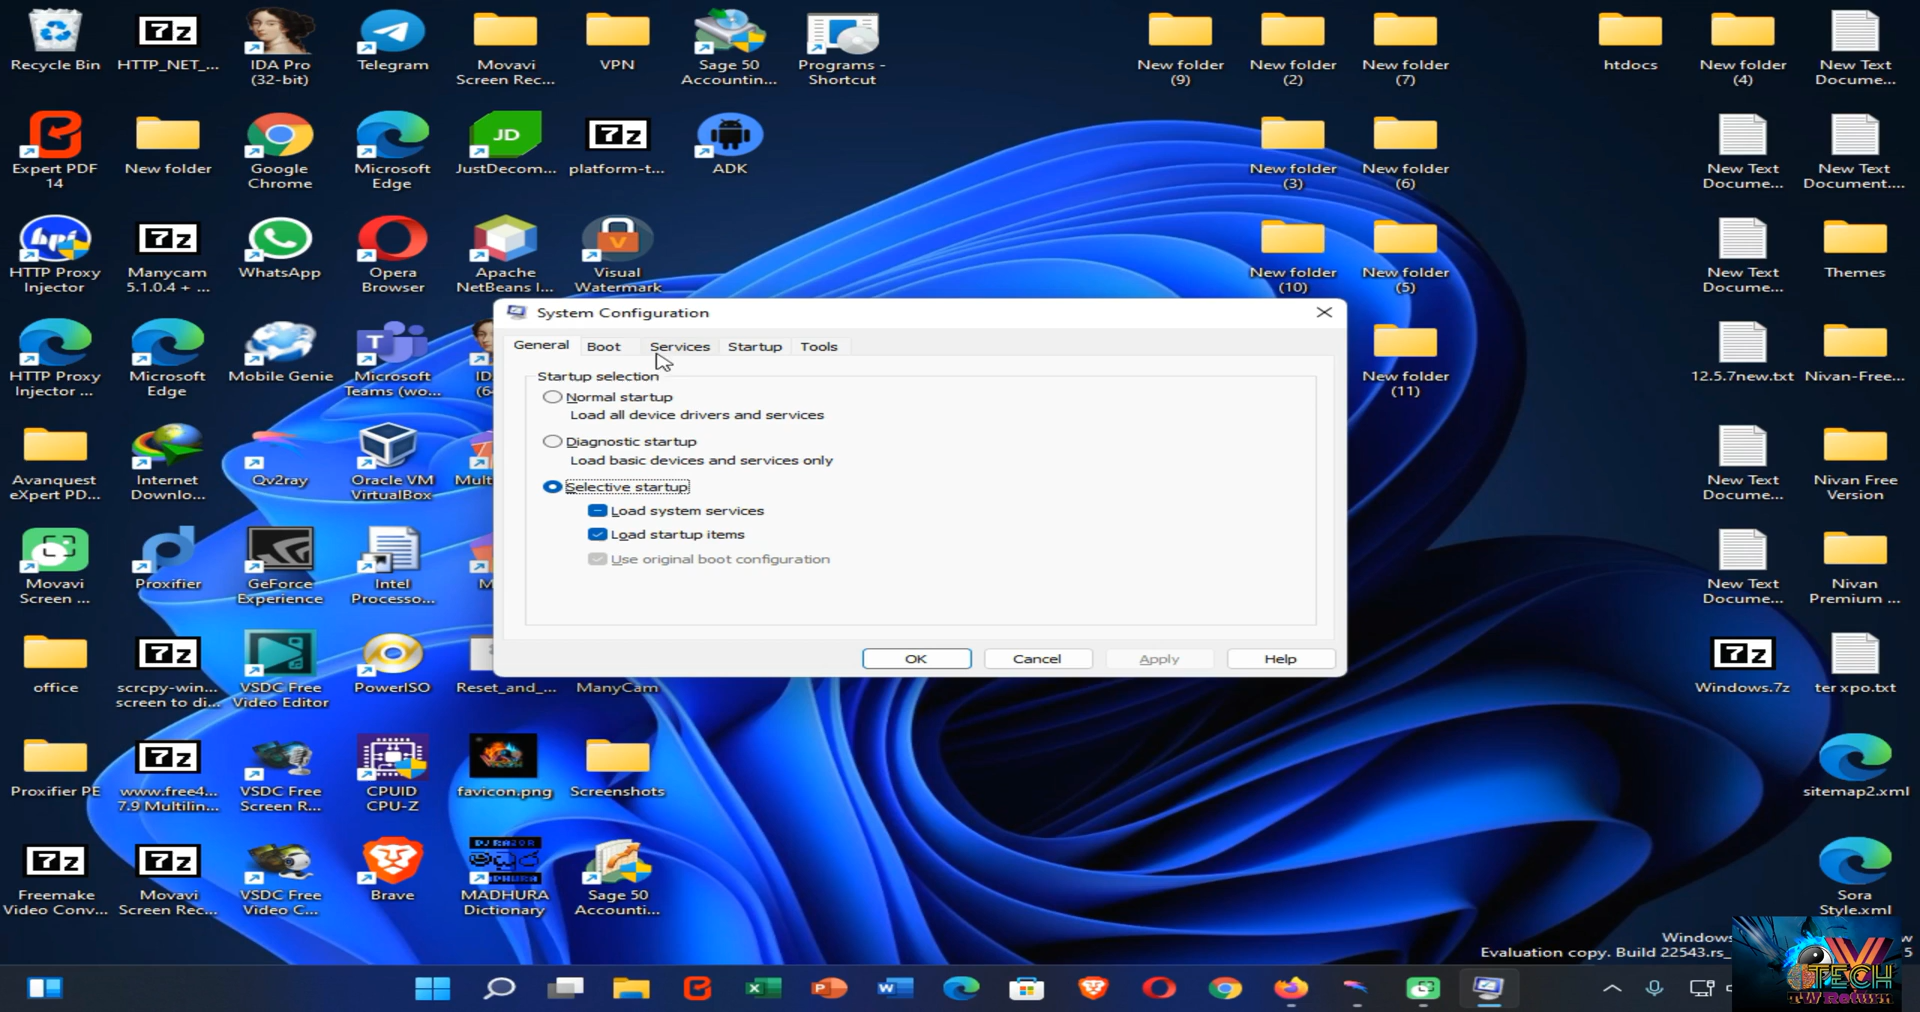 Recycle Bin
HTTP_NET_...
IDA Pro
(32-bit)
Telegram
Movavi
Screen Rec...
VPN
Sage 50
Accountin...
Programs -
Shortcut
New folder
(9)
New folder
(2)
New folder
(7)
htdocs
New folder
(4)
New Text
Docume...
Expert PDF
14
New folder
Google
Chrome
Microsoft
Edge
JD
JustDecom...
platform-t...
ADK
New folder
(3)
New folder
(6)
New Text
Docume...
New Text
Document....
HTTP Proxy
Injector
Manycam
5.1.0.4 + ...
WhatsApp
Opera
Browser
Apache
NetBeans I...
Visual
Watermark
New folder
(10)
New folder
(5)
New Text
Docume...
Themes
System Configuration
General Boot Services Startup Tools
Startup selection
Normal startup
Load all device drivers and services
Diagnostic startup
Load basic devices and services only
Selective startup
Load system services
Load startup items
Use original boot configuration
OK Cancel Apply Help
HTTP Proxy
Injector ...
Microsoft
Edge
Mobile Genie
Microsoft
Teams (wo...
New folder
(11)
12.5.7new.txt
Nivan-Free...
Avanquest
eXpert PD...
Internet
Downlo...
Qv2ray
Oracle VM
VirtualBox
New Text
Docume...
Nivan Free
Version
Movavi
Screen ...
Proxifier
GeForce
Experience
Intel
Processo...
New Text
Docume...
Nivan
Premium ...
office
scrcpy-win...
screen to di...
VSDC Free
Video Editor
PowerISO
Reset_and_...
ManyCam
Windows.7z
ter xpo.txt
Proxifier PE
www.free4...
7.9 Multilin...
VSDC Free
Screen R...
CPUID
CPU-Z
favicon.png
Screenshots
sitemap2.xml
Freemake
Video Conv...
Movavi
Screen Rec...
VSDC Free
Video C...
Brave
MADHURA
Dictionary
Sage 50
Accounti...
Sora
Style.xml
Windows
Evaluation copy. Build 22543.rs_
TECH